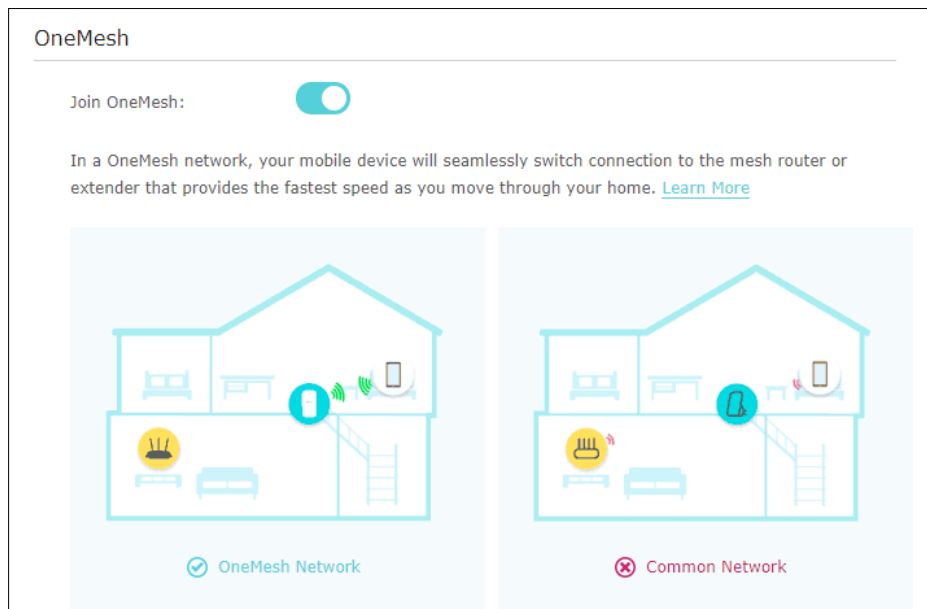 OneMesh
Join OneMesh:
In a OneMesh network, your mobile device will seamlessly switch connection to the mesh router or
extender that provides the fastest speed as you move through your home. Learn More
OneMesh Network
Common Network